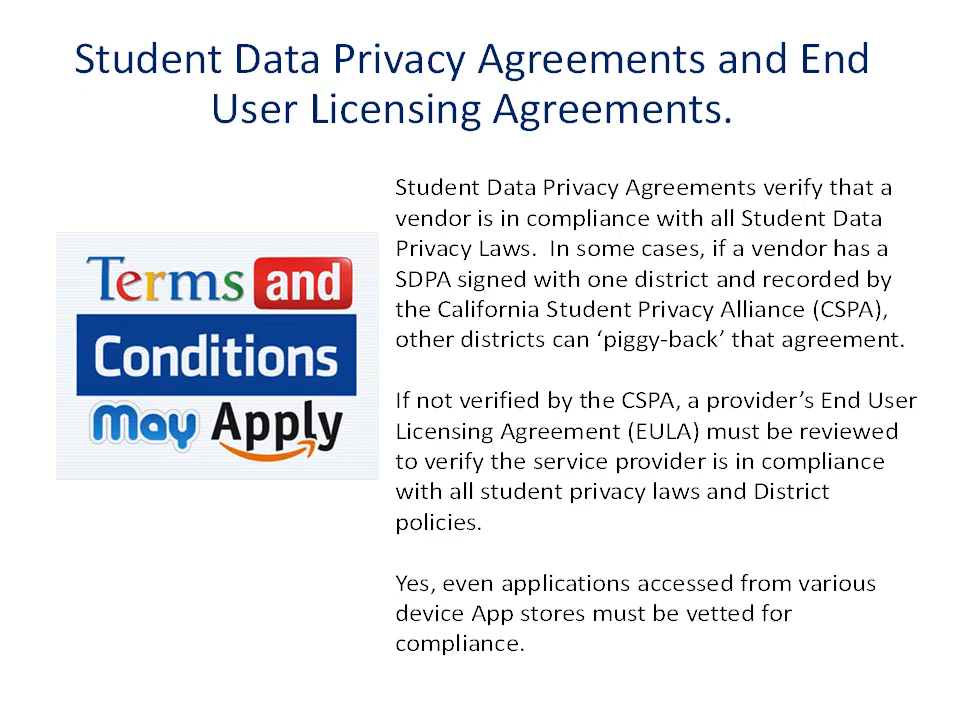 Student Data Privacy Agreements and End
User Licensing Agreements.
Terms and
Conditions
May Apply
Student Data Privacy Agreements verify that a
vendor is in compliance with all Student Data
Privacy Laws.  In some cases, if a vendor has a
SDPA signed with one district and recorded by
the California Student Privacy Alliance (CSPA),
other districts can ‘piggy-back’ that agreement.
If not verified by the CSPA, a provider’s End User
Licensing Agreement (EULA) must be reviewed
to verify the service provider is in compliance
with all student privacy laws and District
policies.
Yes, even applications accessed from various
device App stores must be vetted for
compliance.